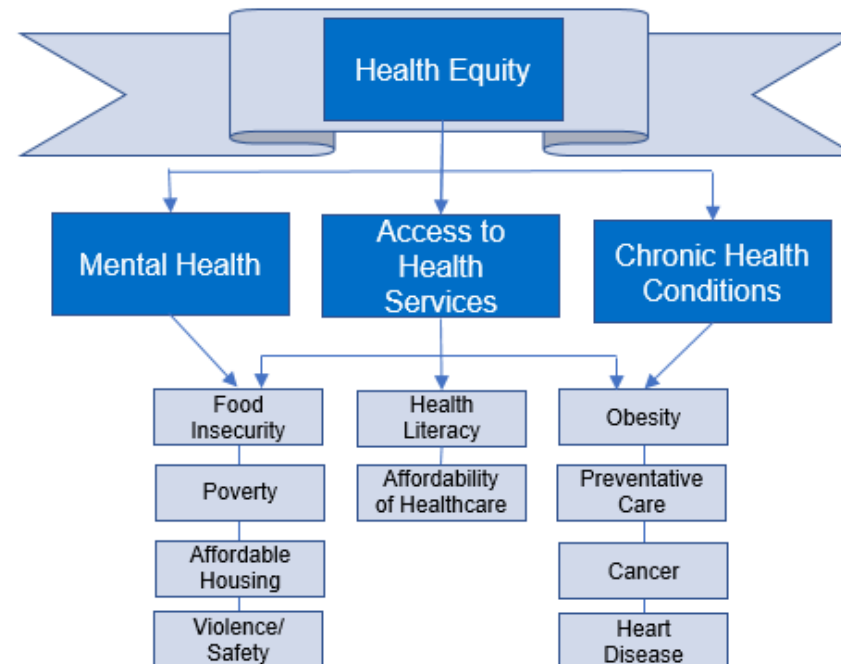 Health Equity
Mental Health
Access to
Health
Services
Chronic Health
Conditions
Food
Insecurity
Poverty
Affordable
Housing
Violence/
Safety
Health
Literacy
Affordability
of Healthcare
Obesity
Preventative
Care
Cancer
Heart
Disease